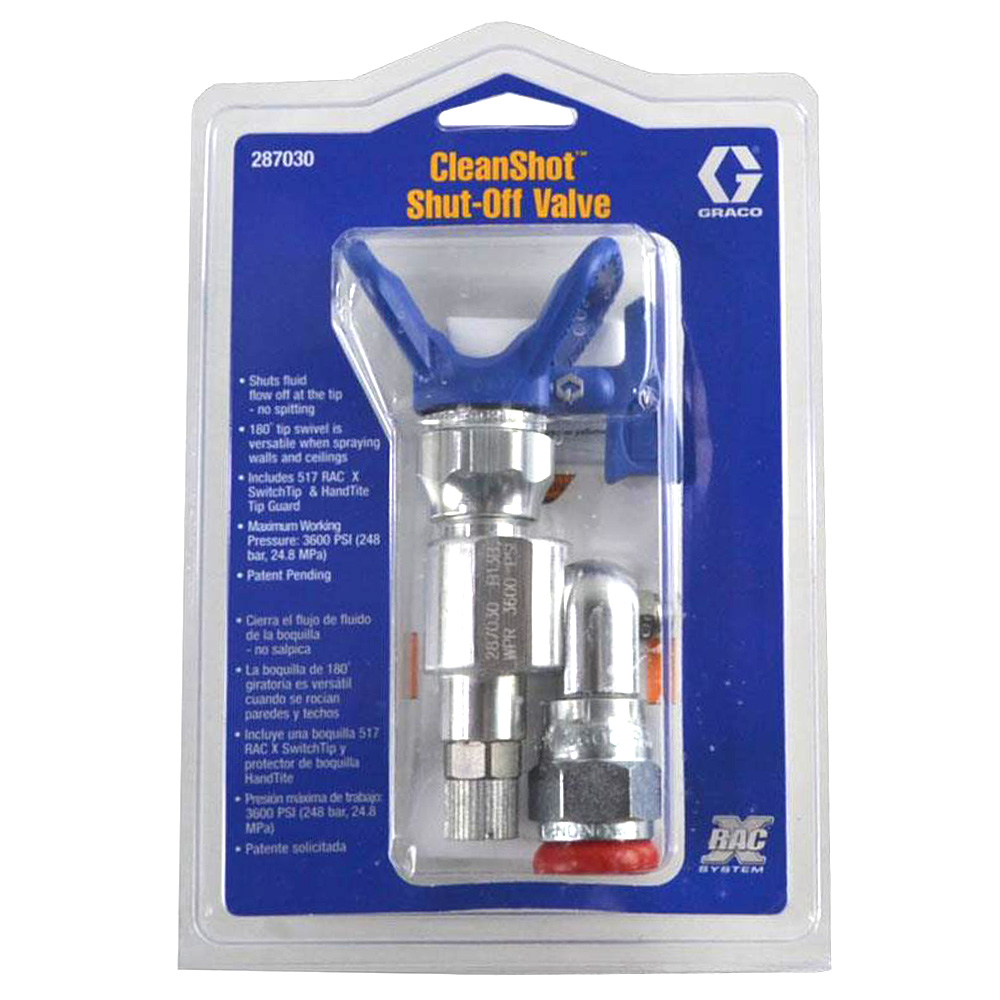 287030
CleanShot™
Shut-Off Valve
GRACO
• Shuts fluid
flow off at the tip
- no spitting
• 180° tip swivel is
versatile when spraying
walls and ceilings
• Includes 517 RAC X
SwitchTip & HandTite
Tip Guard
• Maximum Working
Pressure: 3600 PSI (248
bar, 24.8 MPa)
• Patent Pending
• Cierra el flujo de fluido
de la boquilla
- no salpica
• La boquilla de 180°
giratoria es versátil
cuando se rocían
paredes y techos
• Incluye una boquilla 517
RAC X SwitchTip y
protector de boquilla
HandTite
• Presión máxima de trabajo:
3600 PSI (248 bar, 24.8
MPa)
• Patente solicitada
287030 B13B
WPR 3600 PSI
RAC X
SYSTEM